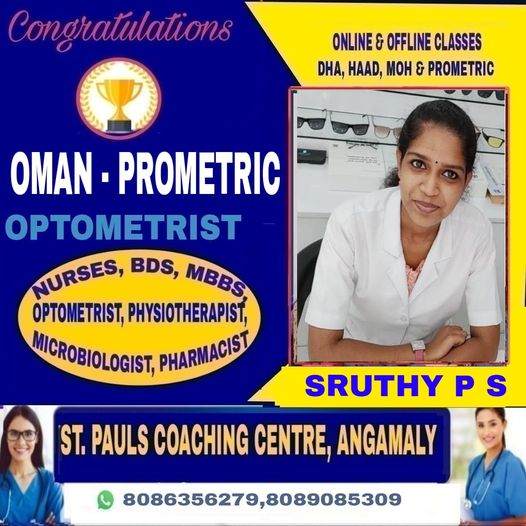 Congratulations
ONLINE & OFFLINE CLASSES
DHA, HAAD, MOH & PROMETRIC
OMAN - PROMETRIC
OPTOMETRIST
NURSES, BDS, MBBS,
OPTOMETRIST, PHYSIOTHERAPIST,
MICROBIOLOGIST, PHARMACIST
SRUTHY P S
ST. PAULS COACHING CENTRE, ANGAMALY
8086356279,8089085309